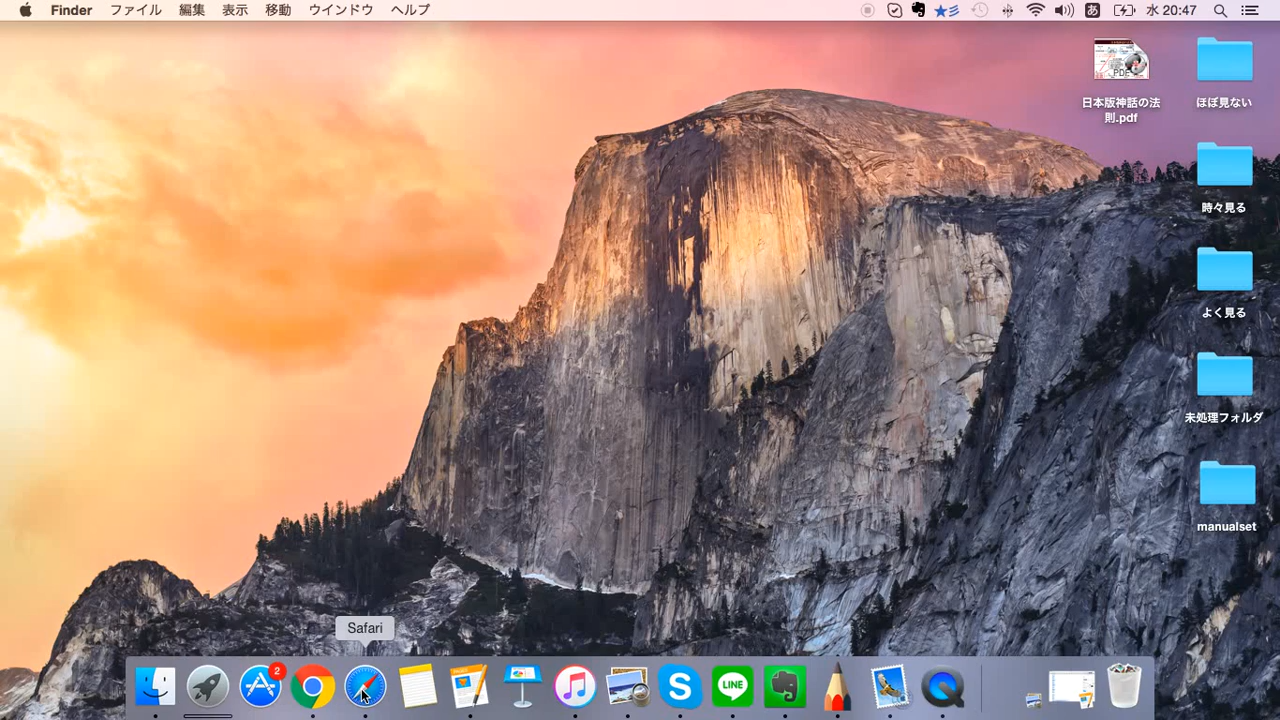 Finder ファイル 編集 表示 移動 ウインドウ ヘルプ
あ 水 20:47
日本版神話の法
則.pdf
PDF
ほぼ見ない
時々見る
よく見る
未処理フォルダ
manualset
Safari
2
LINE